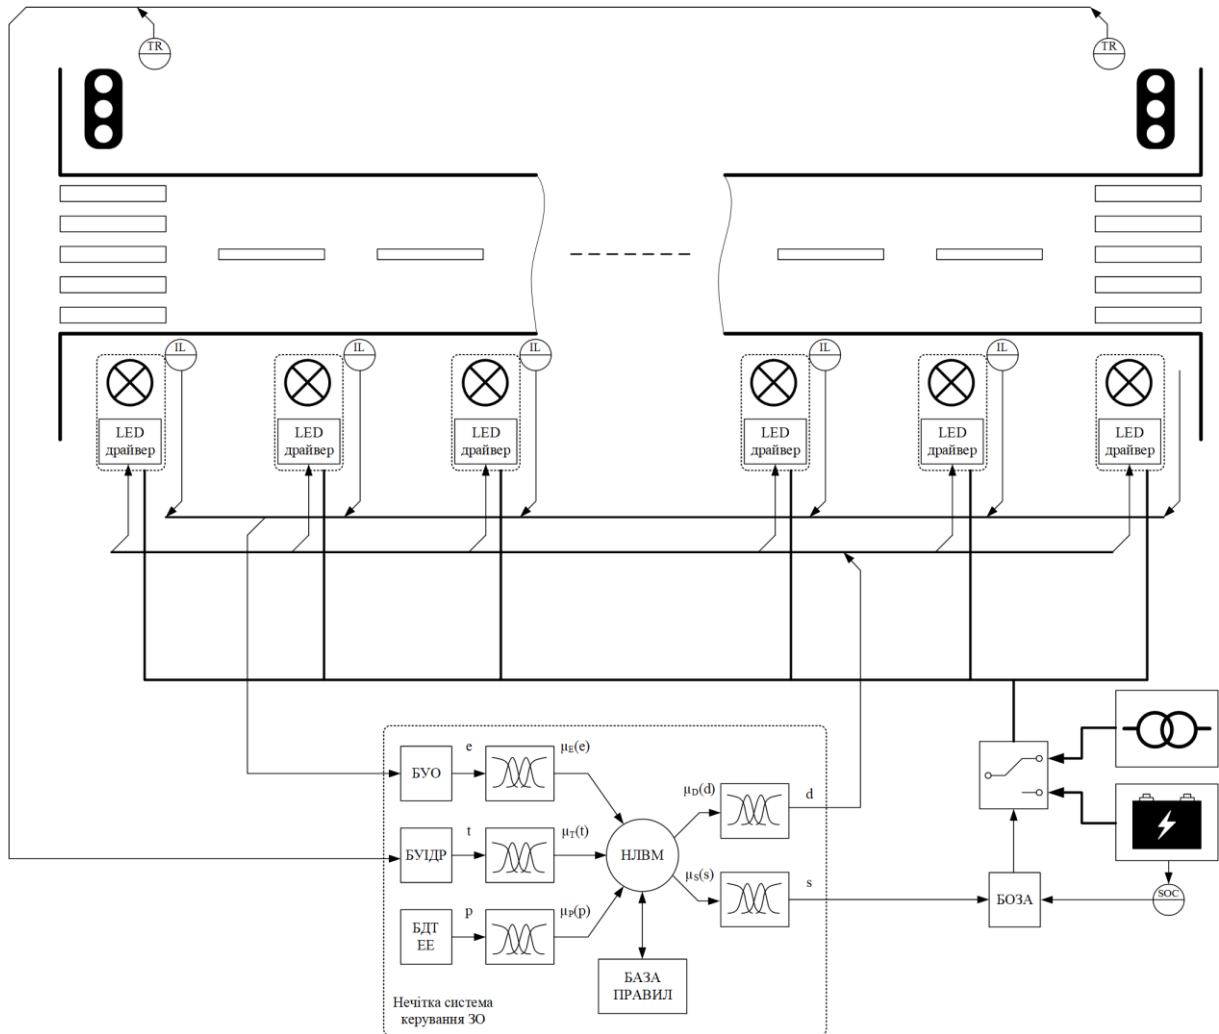 TR
TR
IL
IL
IL
IL
IL
LED
драйвер
LED
драйвер
LED
драйвер
LED
драйвер
LED
драйвер
LED
драйвер
БУО
e
μE(e)
БУІДР
t
μT(t)
БДТ
ЕЕ
p
μP(p)
НЛВМ
БАЗА
ПРАВИЛ
μD(d)
d
μS(s)
s
БОЗА
SOC
Нечітка система
керування ЗО